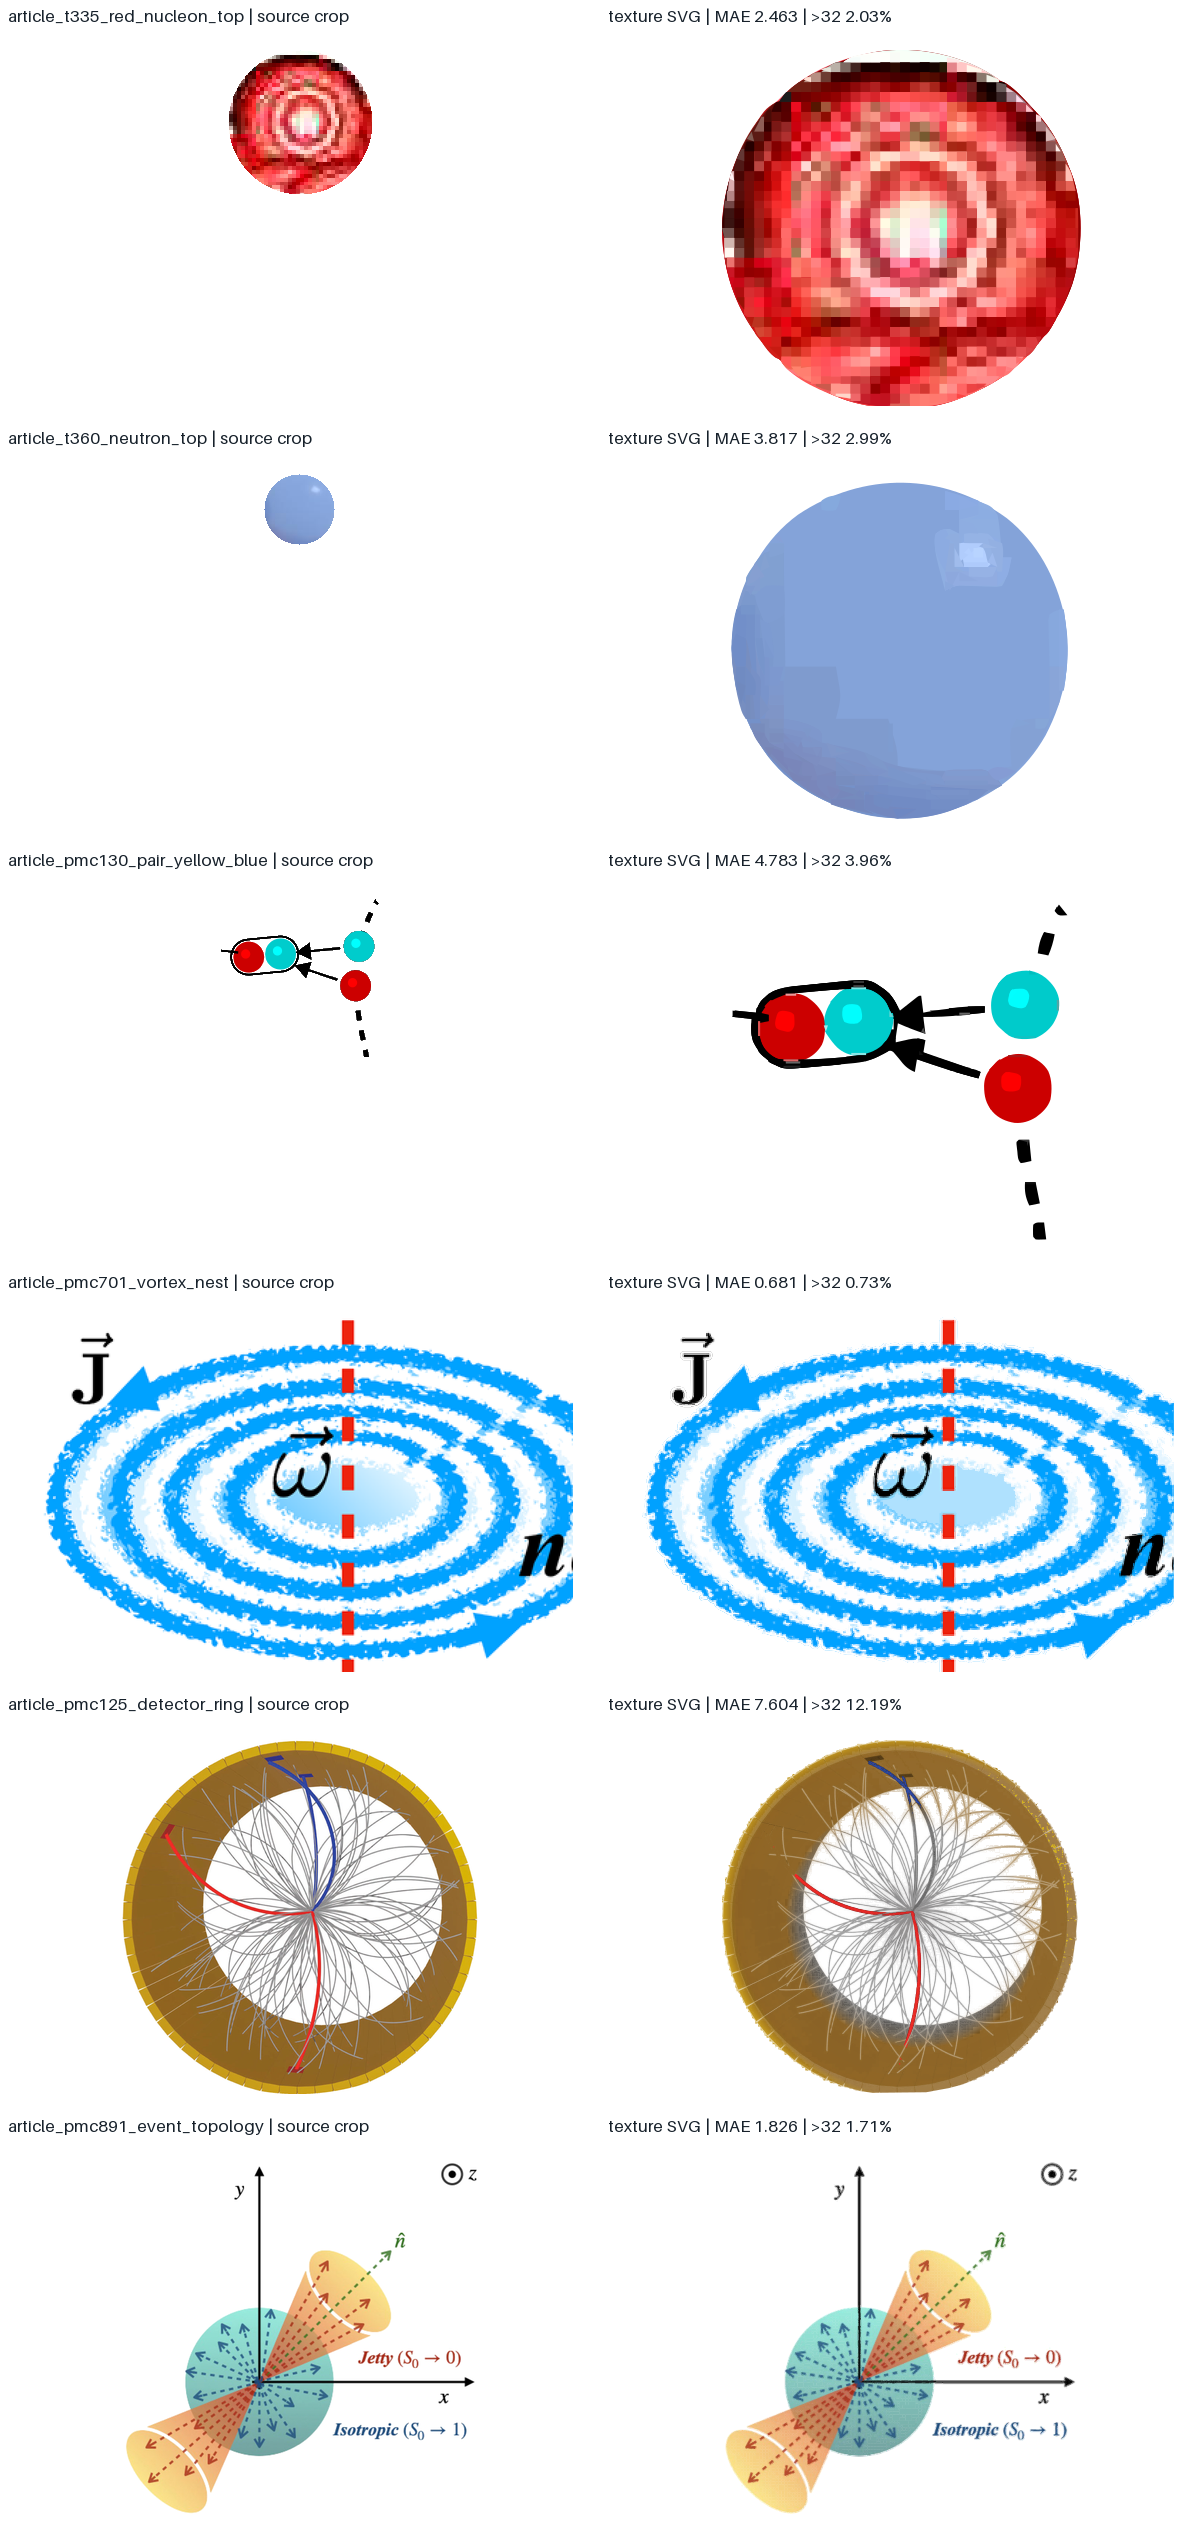 article_t335_red_nucleon_top | source crop
texture SVG | MAE 2.463 | >32 2.03%
article_t360_neutron_top | source crop
texture SVG | MAE 3.817 | >32 2.99%
article_pmc130_pair_yellow_blue | source crop
texture SVG | MAE 4.783 | >32 3.96%
article_pmc701_vortex_nest | source crop
texture SVG | MAE 0.681 | >32 0.73%
J⃗
ω⃗
n
J⃗
ω⃗
n
article_pmc125_detector_ring | source crop
texture SVG | MAE 7.604 | >32 12.19%
article_pmc891_event_topology | source crop
texture SVG | MAE 1.826 | >32 1.71%
y
z
n̂
Jetty (S₀ → 0)
x
Isotropic (S₀ → 1)
y
z
n̂
Jetty (S₀ → 0)
x
Isotropic (S₀ → 1)